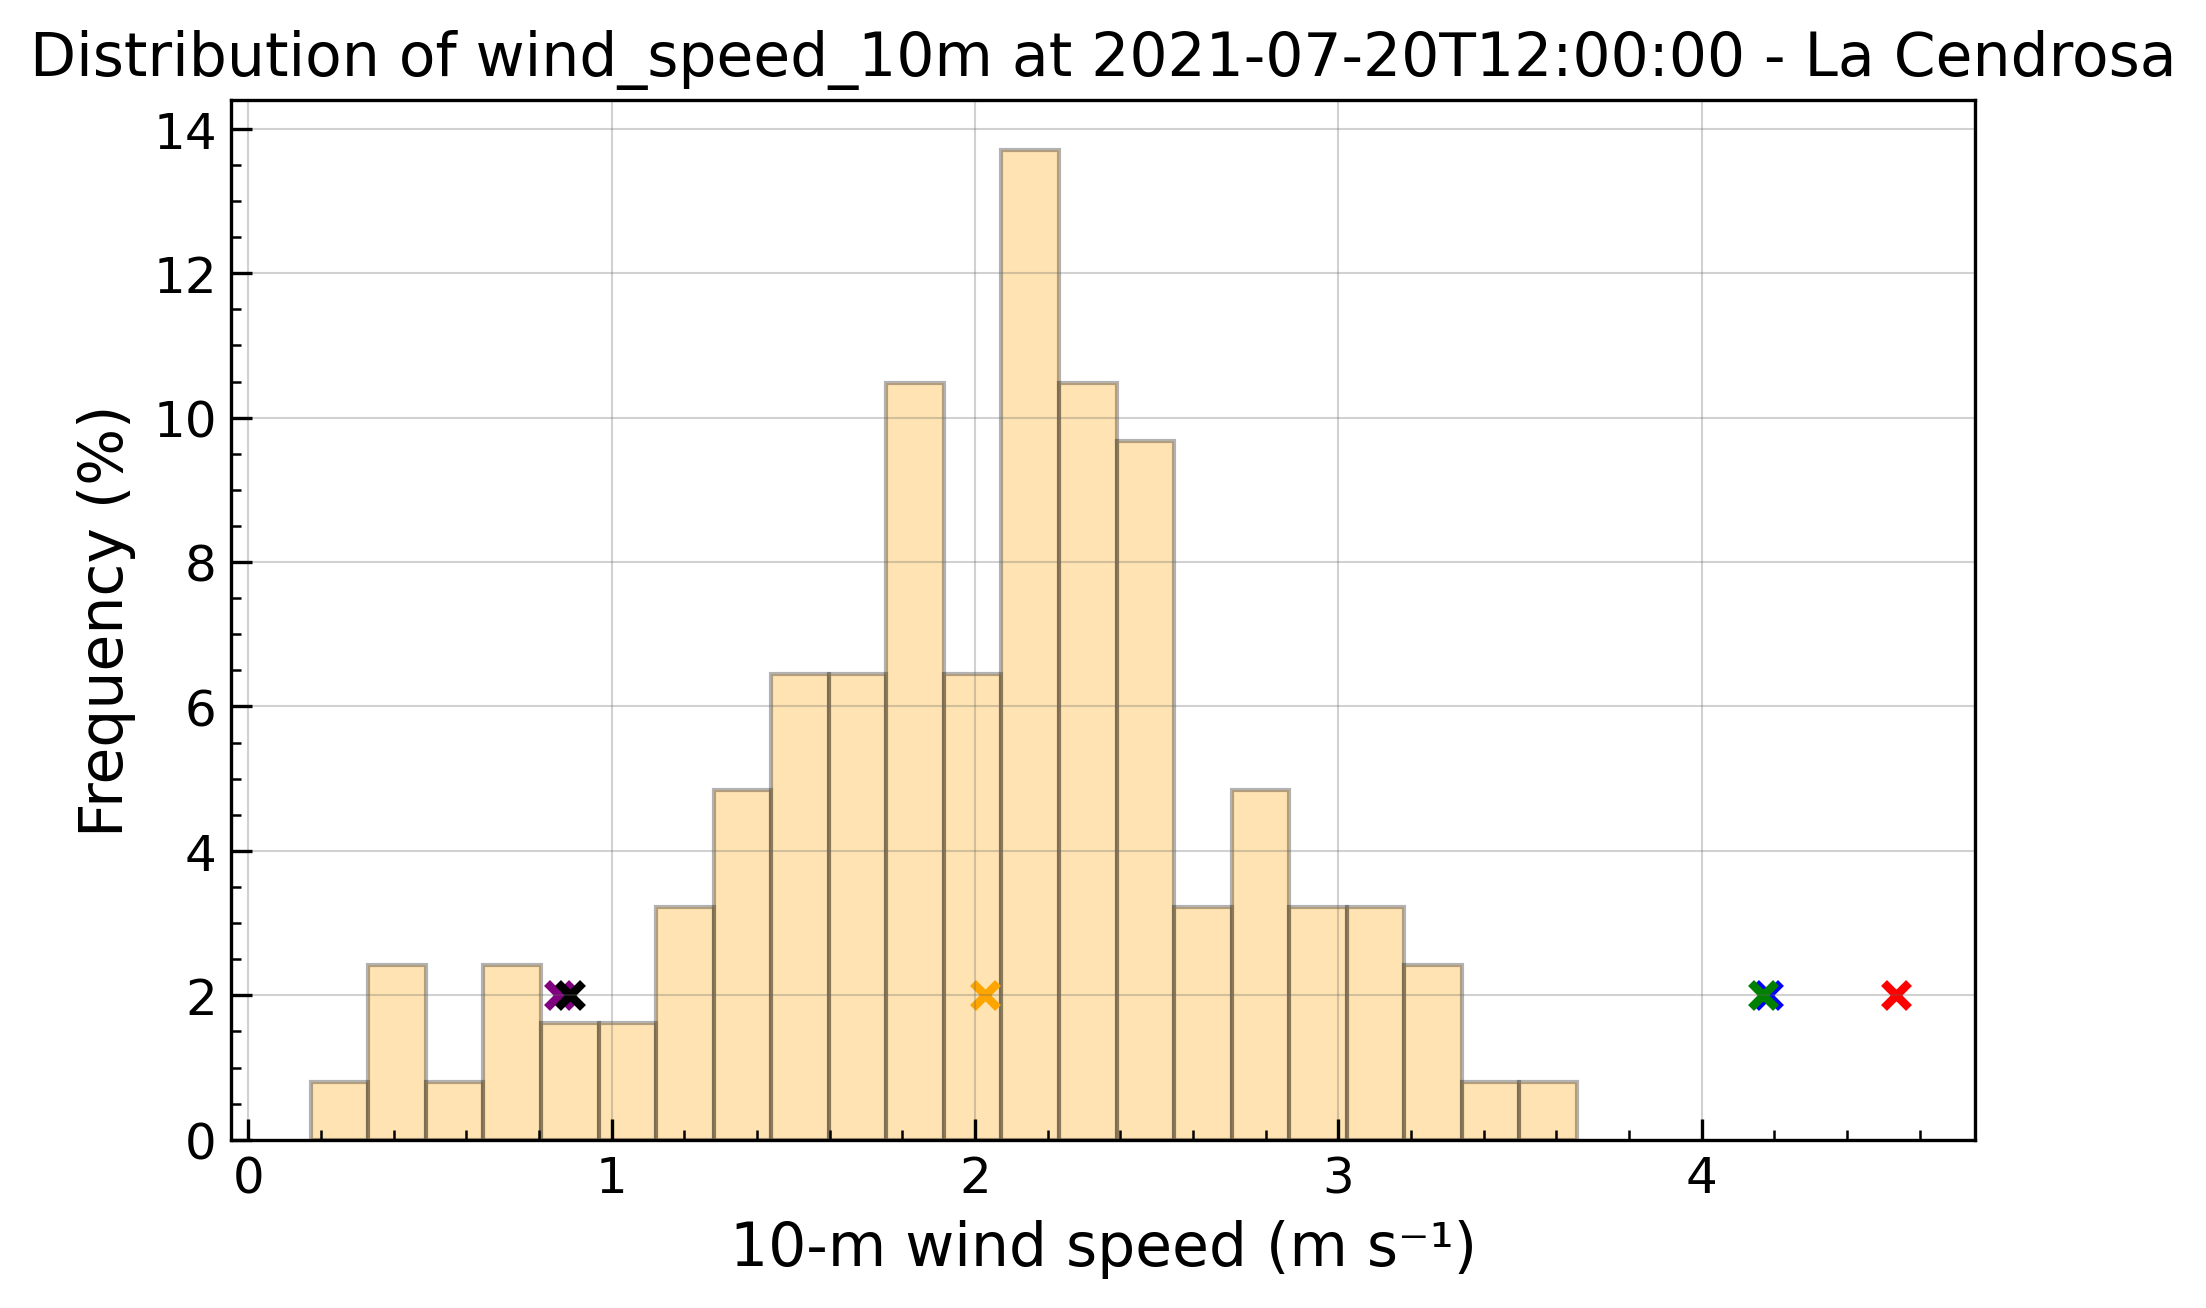 Distribution of wind_speed_10m at 2021-07-20T12:00:00 - La Cendrosa
14
12
10
8
6
4
2
0
Frequency (%)
0 1 2 3 4
10-m wind speed (m s⁻¹)